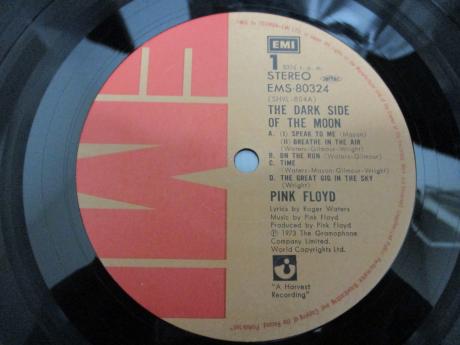 EMI
1 33⅓ r.p.m.
STEREO
EMS-80324
(SHVL-804A)
THE DARK SIDE
OF THE MOON
A. (I) SPEAK TO ME (Mason)
(II) BREATHE IN THE AIR
(Waters-Gilmour-Wright)
B. ON THE RUN (Waters-Gilmour)
C. TIME
(Waters-Mason-Gilmour-Wright)
D. THE GREAT GIG IN THE SKY
(Wright)
PINK FLOYD
Lyrics by Roger Waters
Music by Pink Floyd
Produced by Pink Floyd
Ⓟ 1973 The Gramophone
Company Limited.
World Copyrights Ltd.
"A Harvest
Recording"
EMI